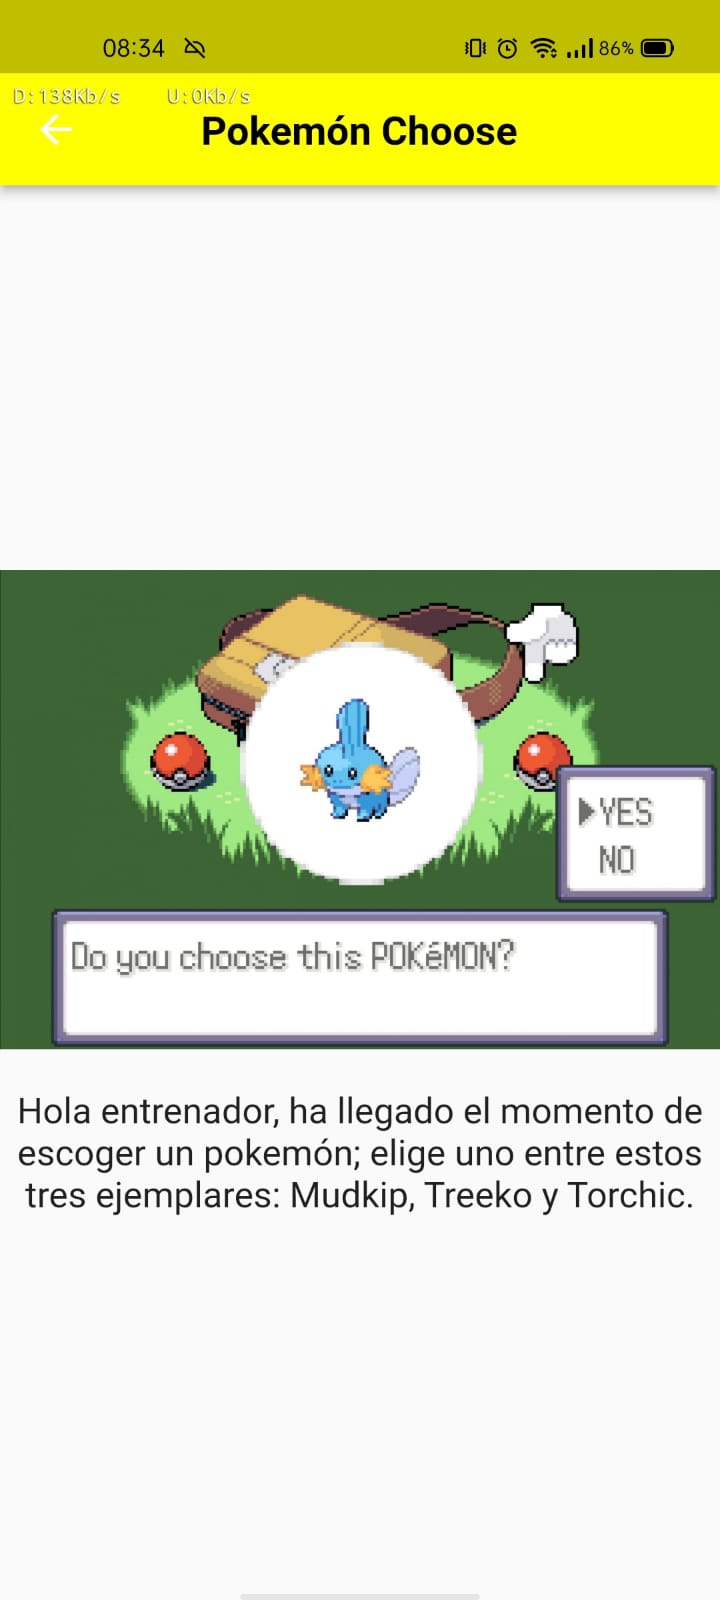 08:34
86%
D:138Kb/s U:0Kb/s
Pokemón Choose
YES
NO
Do you choose this POKéMON?
Hola entrenador, ha llegado el momento de
escoger un pokemón; elige uno entre estos
tres ejemplares: Mudkip, Treeko y Torchic.